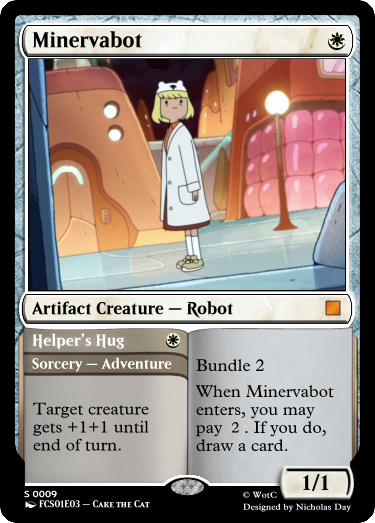 Minervabot
Artifact Creature — Robot
Helper's Hug
Sorcery — Adventure
Target creature
gets +1+1 until
end of turn.
Bundle 2
When Minervabot
enters, you may
pay 2. If you do,
draw a card.
1/1
S 0009
FCS01E03 – Cake the Cat
© WotC
Designed by Nicholas Day